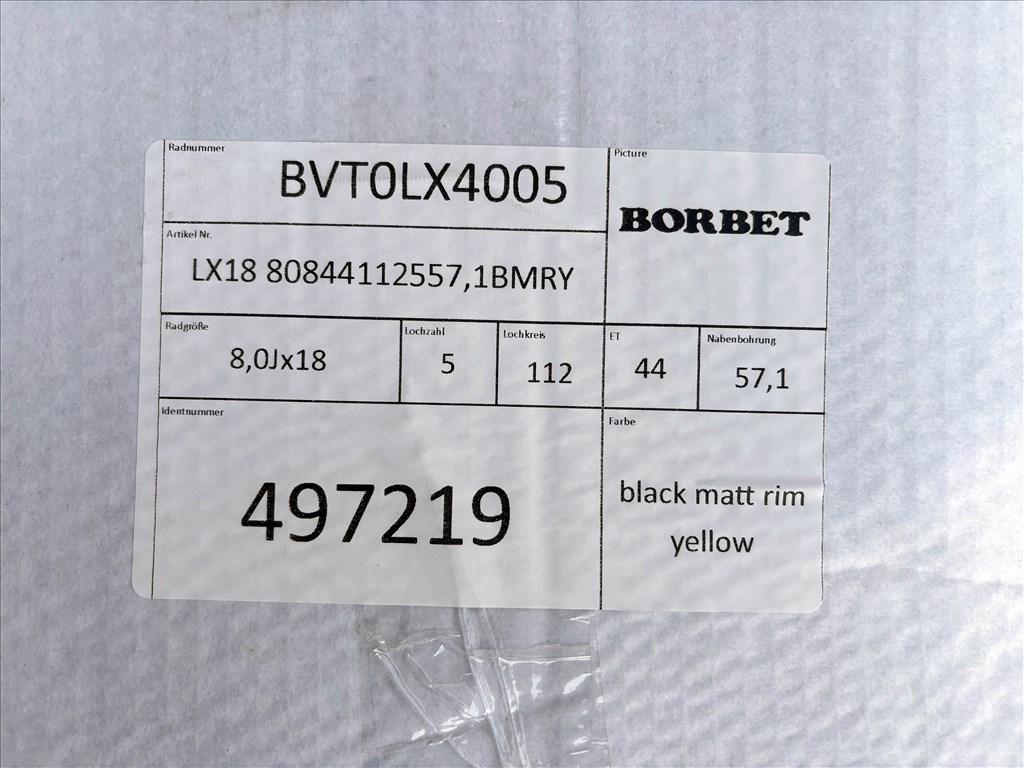 Radnummer
BVT0LX4005
Picture
BORBET
Artikel Nr.
LX18 80844112557,1BMRY
Radgröße
8,0Jx18
Lochzahl
5
Lochkreis
112
ET
44
Nabenbohrung
57,1
Identnummer
497219
Farbe
black matt rim
yellow